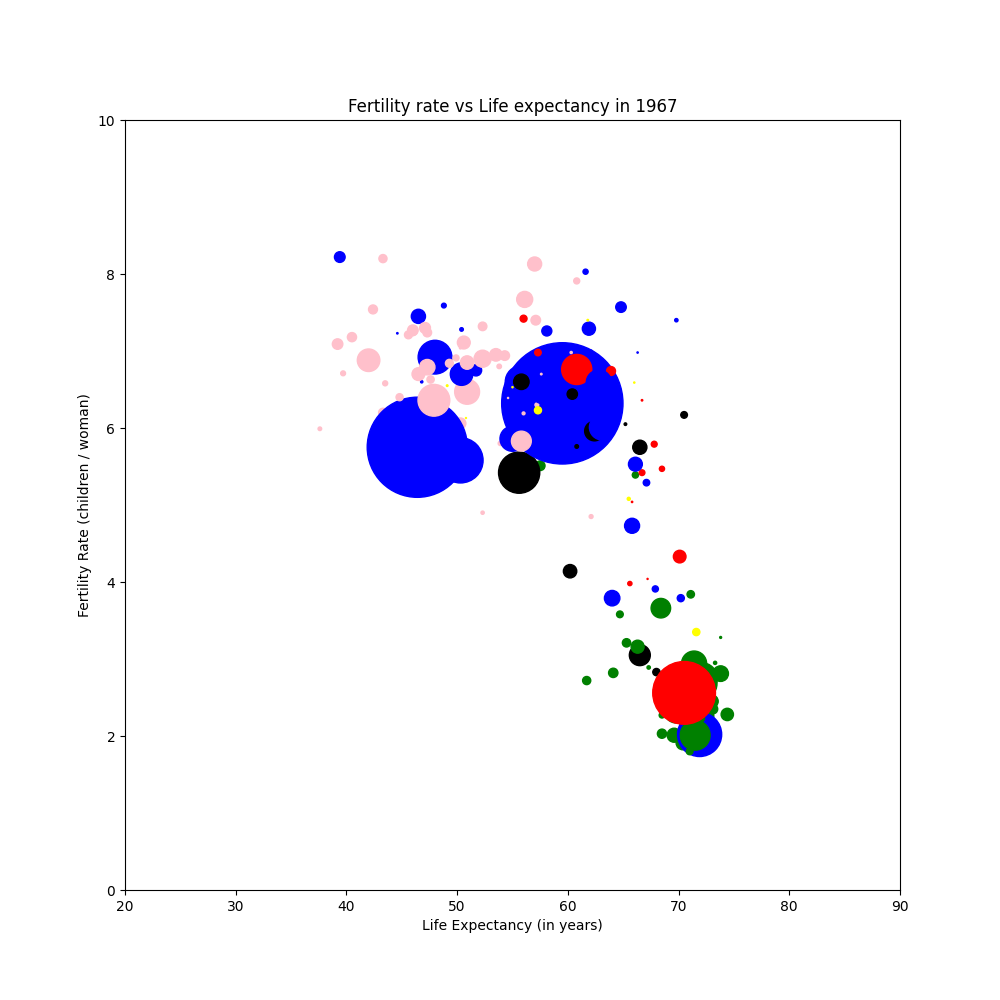 Fertility rate vs Life expectancy in 1967
10
8
6
4
2
0
Fertility Rate (children / woman)
20 30 40 50 60 70 80 90
Life Expectancy (in years)